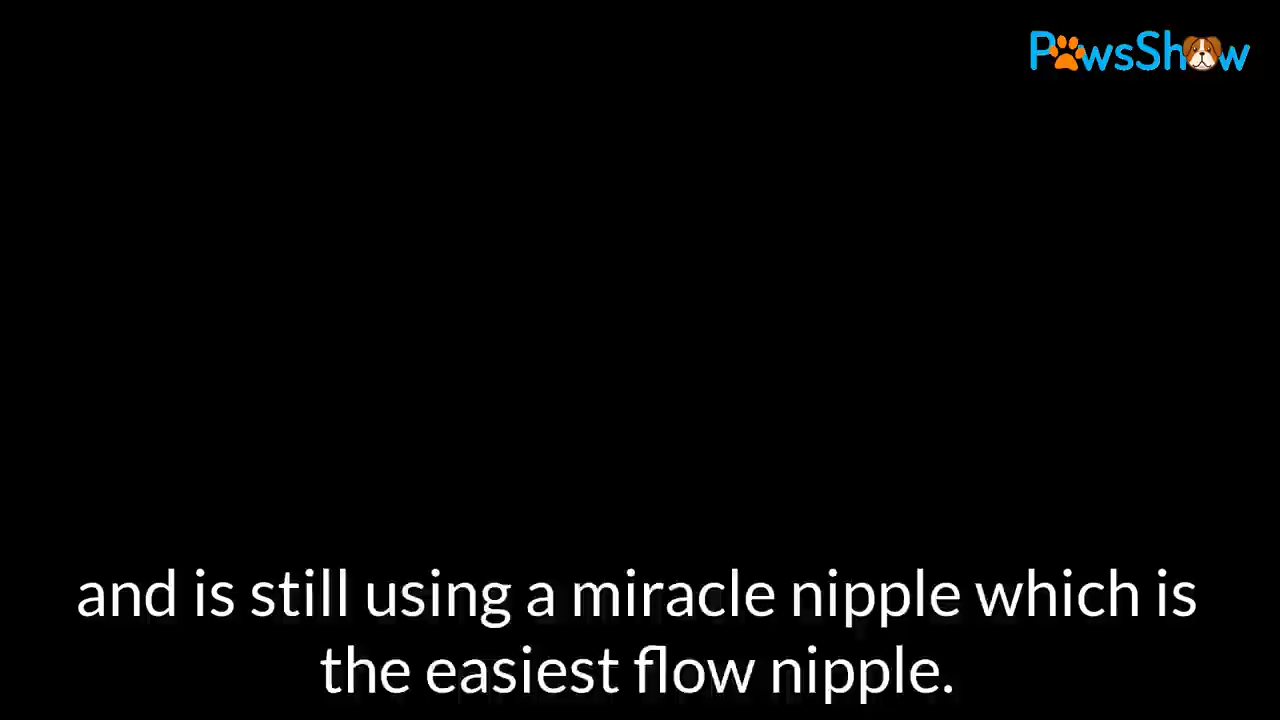 PawsShow
and is still using a miracle nipple which is
the easiest flow nipple.